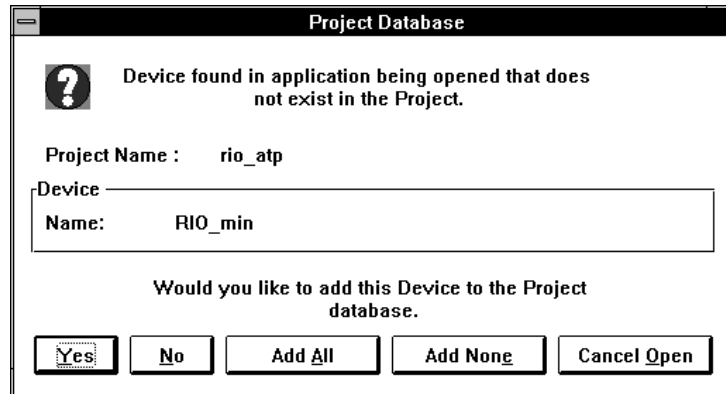 Project Database
Device found in application being opened that does
not exist in the Project.
Project Name : rio_atp
Device
Name: RIO_min
Would you like to add this Device to the Project
database.
Yes No Add All Add None Cancel Open